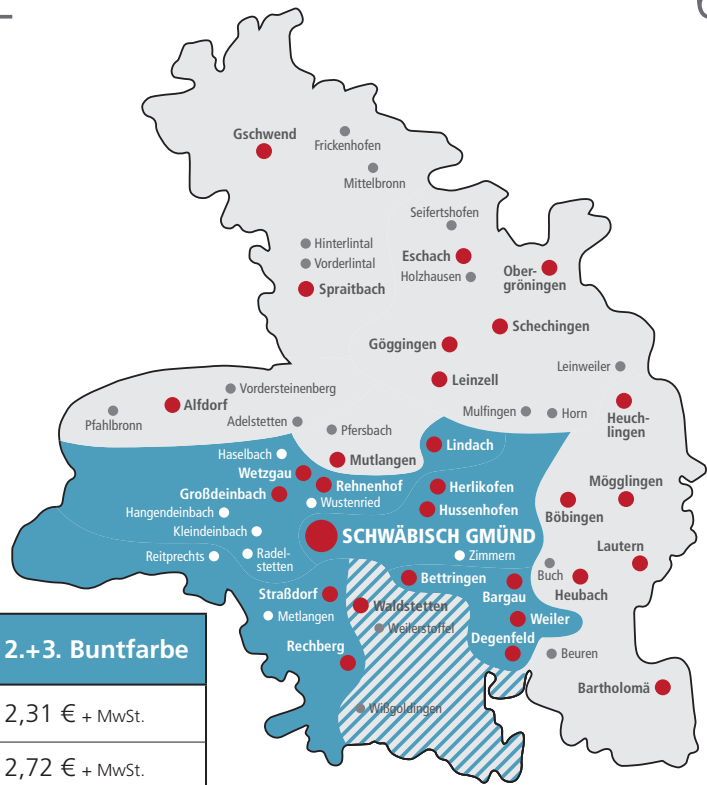 Gschwend
Frickenhofen
Mittelbronn
Seifertshofen
Hinterlintal
Vorderlintal
Eschach
Holzhausen
Ober-
gröningen
Spraitbach
Schechingen
Göggingen
Leinweiler
Leinzell
Vordersteinenberg
Alfdorf
Pfahlbronn
Adelstetten
Pfersbach
Mulfingen
Horn
Heuch-
lingen
Lindach
Haselbach
Mutlangen
Wetzgau
Rehnenhof
Herlikofen
Mögglingen
Großdeinbach
Wustenried
Hangendeinbach
Hussenhofen
Böbingen
Kleindeinbach
SCHWÄBISCH GMÜND
Lautern
Reitprechts
Radel-
stetten
Zimmern
Buch
Bettringen
Heubach
Straßdorf
Bargau
Waldstetten
Metlangen
Weiler
Weilerstoffel
Degenfeld
Rechberg
Beuren
Bartholomä
Wißgoldingen
2.+3. Buntfarbe
2,31 € + MwSt.
2,72 € + MwSt.